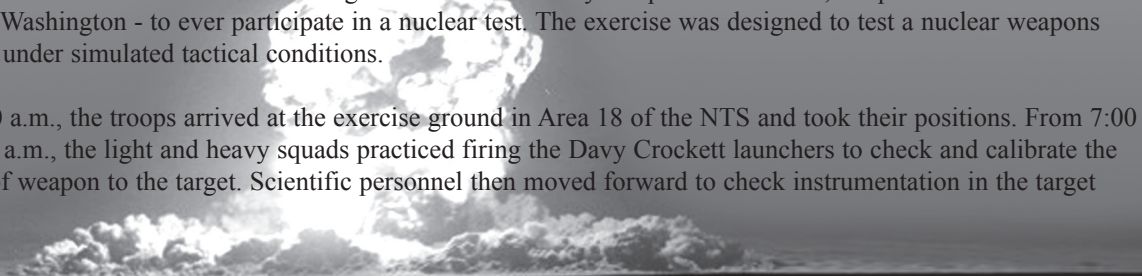 Washington - to ever participate in a nuclear test. The exercise was designed to test a nuclear weapons
under simulated tactical conditions.
a.m., the troops arrived at the exercise ground in Area 18 of the NTS and took their positions. From 7:00
a.m., the light and heavy squads practiced firing the Davy Crockett launchers to check and calibrate the
weapon to the target. Scientific personnel then moved forward to check instrumentation in the target